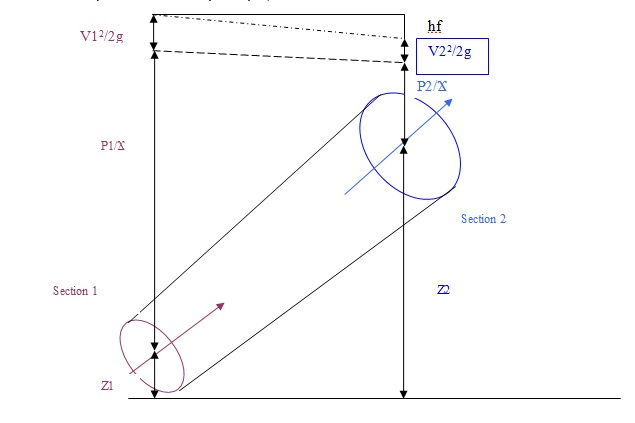 hf
V1²/2g
V2²/2g
P2/X
P1/X
Section 2
Section 1
Z2
Z1